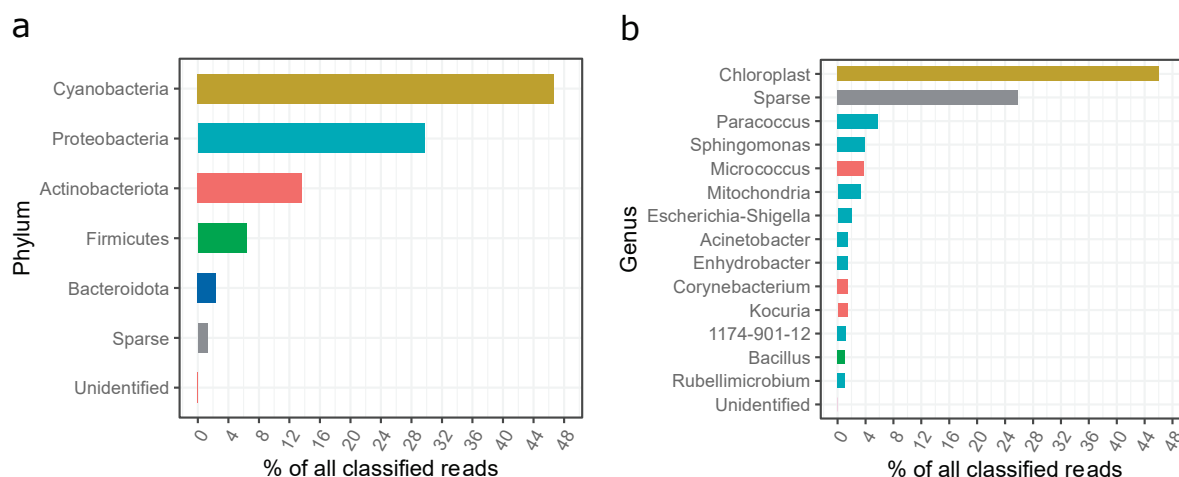 a
Phylum
Cyanobacteria
Proteobacteria
Actinobacteriota
Firmicutes
Bacteroidota
Sparse
Unidentified
0 4 8 12 16 20 24 28 32 36 40 44 48
% of all classified reads
b
Genus
Chloroplast
Sparse
Paracoccus
Sphingomonas
Micrococcus
Mitochondria
Escherichia-Shigella
Acinetobacter
Enhydrobacter
Corynebacterium
Kocuria
1174-901-12
Bacillus
Rubellimicrobium
Unidentified
0 4 8 12 16 20 24 28 32 36 40 44 48
% of all classified reads